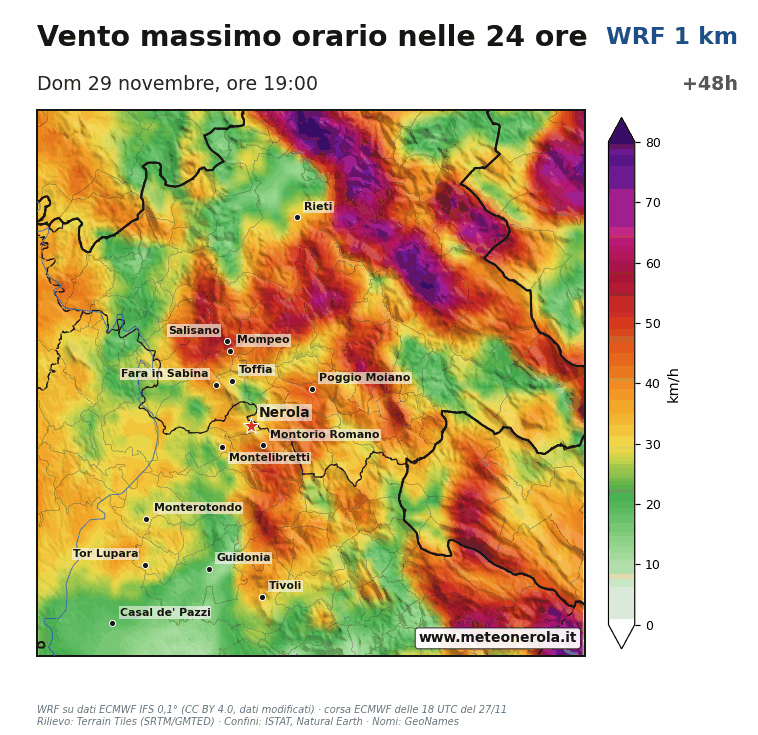 Vento massimo orario nelle 24 ore WRF 1 km
Dom 29 novembre, ore 19:00 +48h
Rieti
Salisano
Mompeo
Fara in Sabina
Toffia
Poggio Moiano
Nerola
Montorio Romano
Montelibretti
Monterotondo
Tor Lupara
Guidonia
Tivoli
Casal de' Pazzi
www.meteonerola.it
80
70
60
50
40
30
20
10
0
km/h
WRF su dati ECMWF IFS 0,1° (CC BY 4.0, dati modificati) · corsa ECMWF delle 18 UTC del 27/11
Rilievo: Terrain Tiles (SRTM/GMTED) · Confini: ISTAT, Natural Earth · Nomi: GeoNames